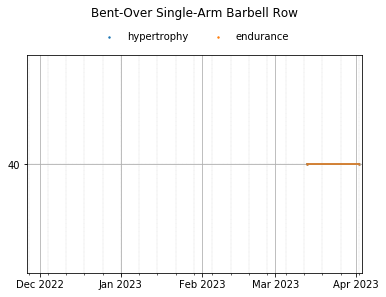 Bent-Over Single-Arm Barbell Row
hypertrophy endurance
40
Dec 2022 Jan 2023 Feb 2023 Mar 2023 Apr 2023